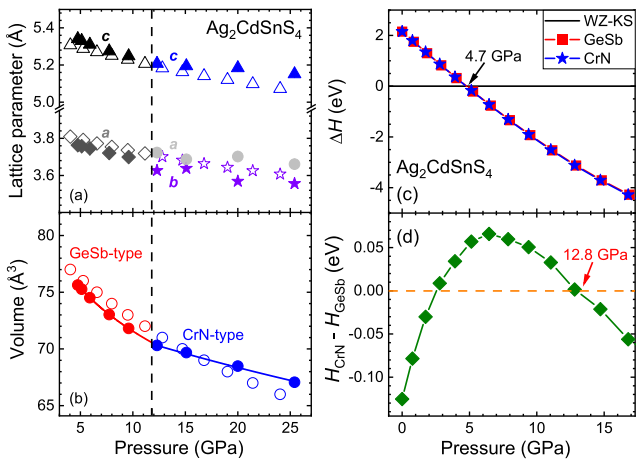 5.4
5.2
5.0
3.8
3.6
Lattice parameter (Å)
Ag₂CdSnS₄
c
c
a
a
b
(a)
80
75
70
65
Volume (Å³)
GeSb-type
CrN-type
(b)
5 10 15 20 25
Pressure (GPa)
2
0
-2
-4
ΔH (eV)
WZ-KS
GeSb
CrN
4.7 GPa
Ag₂CdSnS₄
(c)
0.05
0.00
-0.05
-0.10
H_CrN - H_GeSb (eV)
(d)
12.8 GPa
0 5 10 15
Pressure (GPa)